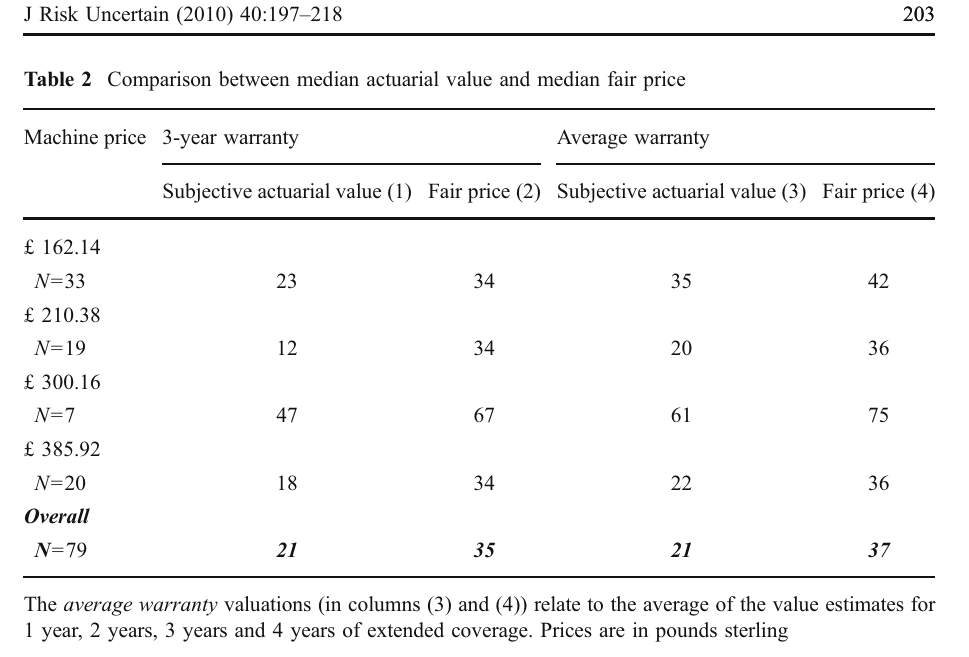 J Risk Uncertain (2010) 40:197–218 203
Table 2 Comparison between median actuarial value and median fair price
Machine price 3-year warranty Average warranty
Subjective actuarial value (1) Fair price (2) Subjective actuarial value (3) Fair price (4)
£ 162.14
N=33 23 34 35 42
£ 210.38
N=19 12 34 20 36
£ 300.16
N=7 47 67 61 75
£ 385.92
N=20 18 34 22 36
Overall
N=79 21 35 21 37
The average warranty valuations (in columns (3) and (4)) relate to the average of the value estimates for
1 year, 2 years, 3 years and 4 years of extended coverage. Prices are in pounds sterling